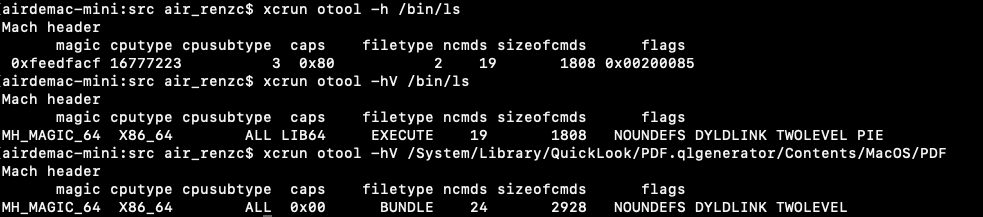 (airdemac-mini:src air_renzc$ xcrun otool -h /bin/ls
Mach header
      magic cputype cpusubtype  caps    filetype ncmds sizeofcmds      flags
 0xfeedfacf 16777223          3  0x80           2    19       1808 0x00200085
(airdemac-mini:src air_renzc$ xcrun otool -hV /bin/ls
Mach header
      magic cputype cpusubtype  caps    filetype ncmds sizeofcmds      flags
MH_MAGIC_64  X86_64        ALL LIB64     EXECUTE    19       1808   NOUNDEFS DYLDLINK TWOLEVEL PIE
(airdemac-mini:src air_renzc$ xcrun otool -hV /System/Library/QuickLook/PDF.qlgenerator/Contents/MacOS/PDF
Mach header
      magic cputype cpusubtype  caps    filetype ncmds sizeofcmds      flags
MH_MAGIC_64  X86_64        ALL  0x00      BUNDLE    24       2928   NOUNDEFS DYLDLINK TWOLEVEL